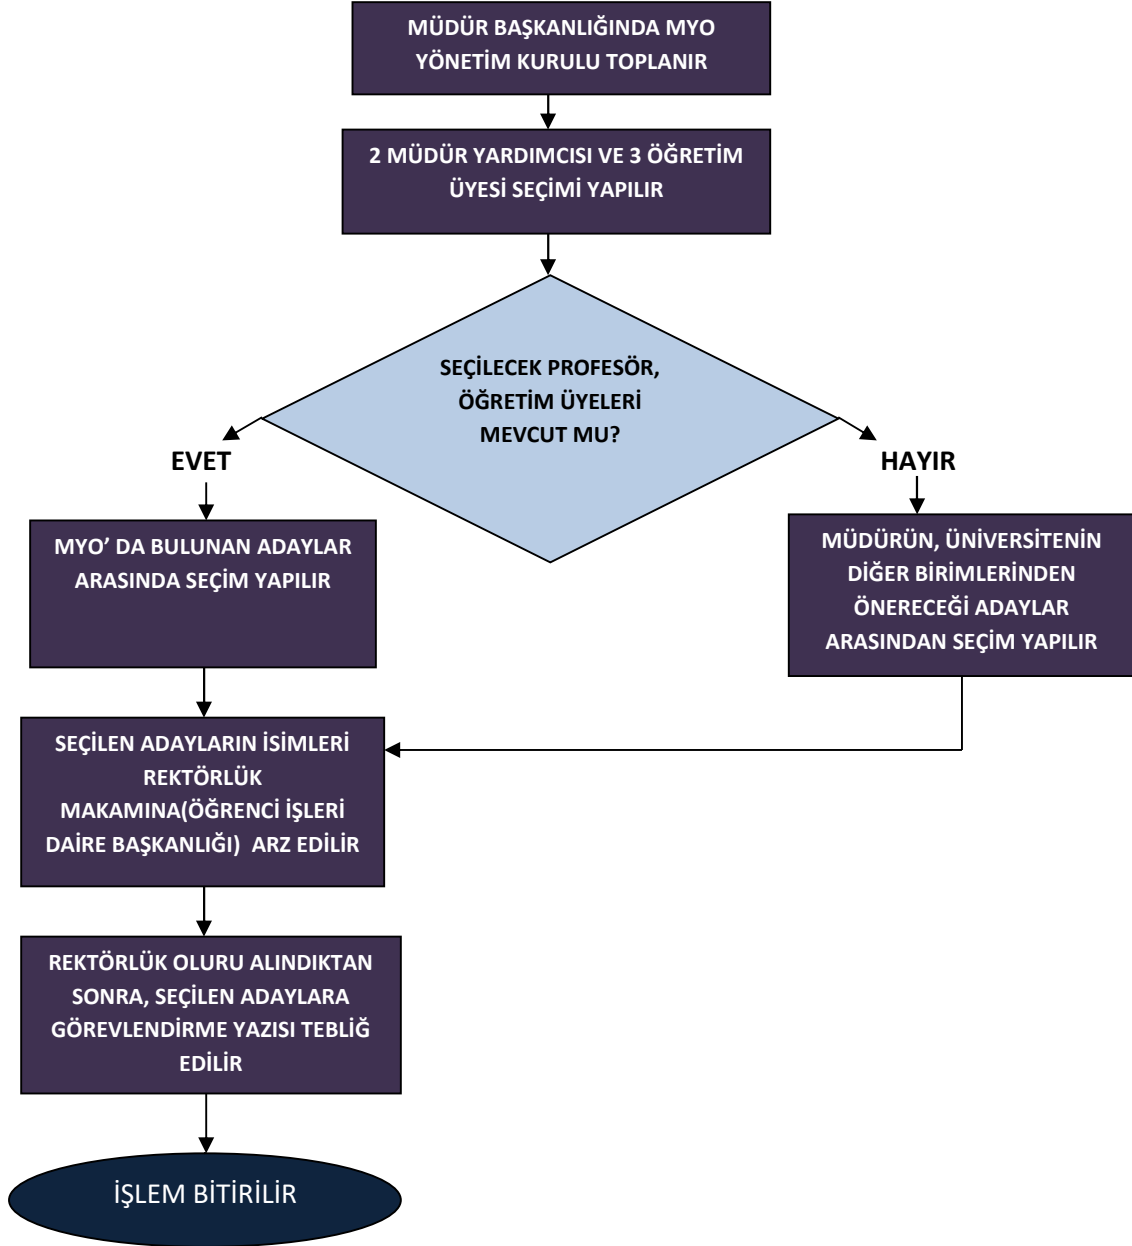 MÜDÜR BAŞKANLIĞINDA MYO
YÖNETİM KURULU TOPLANIR
2 MÜDÜR YARDIMCISI VE 3 ÖĞRETİM
ÜYESİ SEÇİMİ YAPILIR
SEÇİLECEK PROFESÖR,
ÖĞRETİM ÜYELERİ
MEVCUT MU?
EVET
HAYIR
MYO’ DA BULUNAN ADAYLAR
ARASINDA SEÇİM YAPILIR
MÜDÜRÜN, ÜNİVERSİTENİN
DİĞER BİRİMLERİNDEN
ÖNERECEĞİ ADAYLAR
ARASINDAN SEÇİM YAPILIR
SEÇİLEN ADAYLARIN İSİMLERİ
REKTÖRLÜK
MAKAMINA(ÖĞRENCİ İŞLERİ
DAİRE BAŞKANLIĞI) ARZ EDİLİR
REKTÖRLÜK OLURU ALINDIKTAN
SONRA, SEÇİLEN ADAYLARA
GÖREVLENDİRME YAZISI TEBLİĞ
EDİLİR
İŞLEM BİTİRİLİR